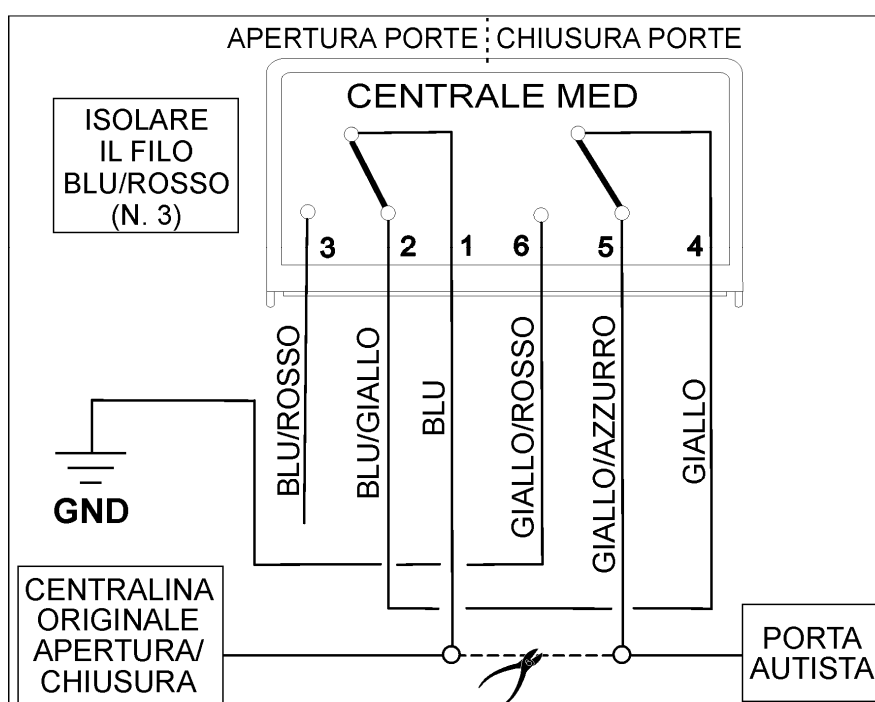 APERTURA PORTE CHIUSURA PORTE
CENTRALE MED
ISOLARE
IL FILO
BLU/ROSSO
(N. 3)
3 2 1 6 5 4
BLU/ROSSO
BLU/GIALLO
BLU
GIALLO/ROSSO
GIALLO/AZZURRO
GIALLO
GND
CENTRALINA
ORIGINALE
APERTURA/
CHIUSURA
PORTA
AUTISTA